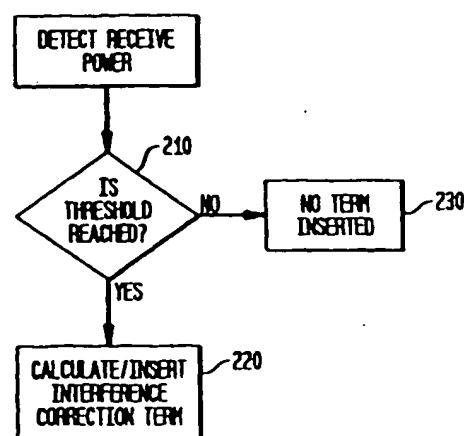 DETECT RECEIVE
POWER
210
IS
THRESHOLD
REACHED?
NO
NO TERM
INSERTED
230
YES
CALCULATE/INSERT
INTERFERENCE
CORRECTION TERM
220